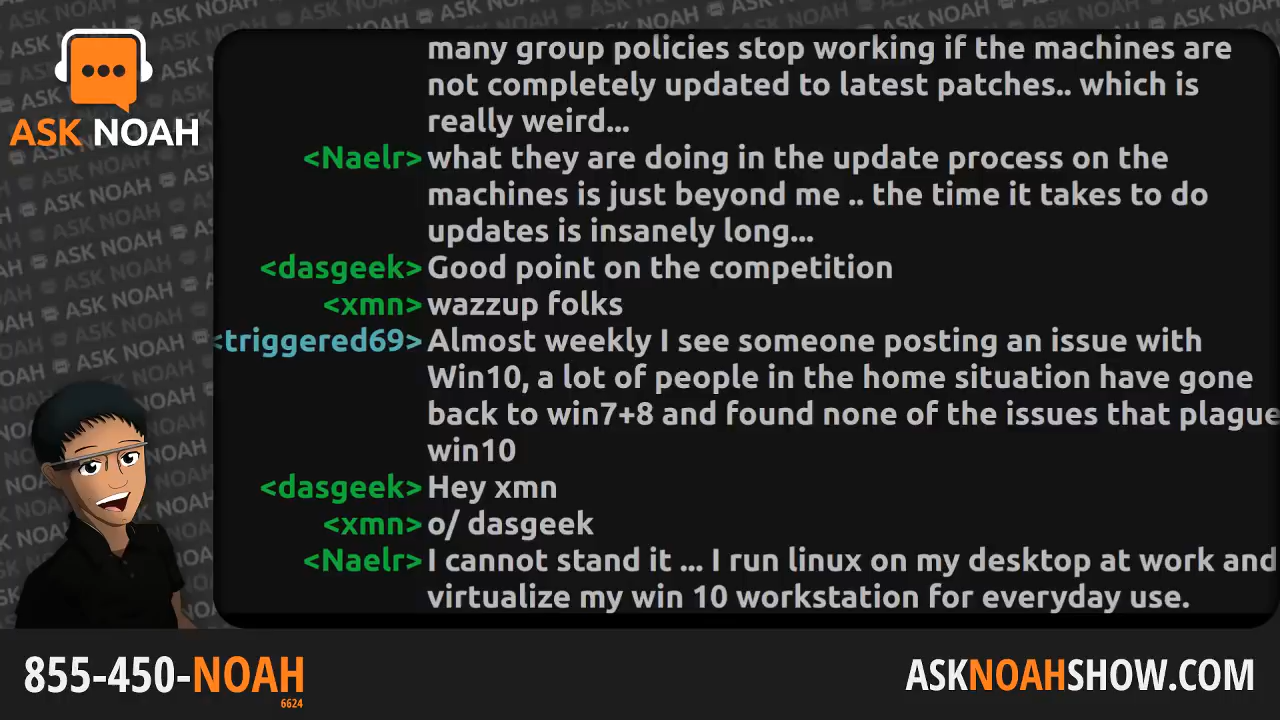 ASK NOAH
many group policies stop working if the machines are
not completely updated to latest patches.. which is
really weird...
<Naelr> what they are doing in the update process on the
machines is just beyond me .. the time it takes to do
updates is insanely long...
<dasgeek> Good point on the competition
<xmn> wazzup folks
<triggered69> Almost weekly I see someone posting an issue with
Win10, a lot of people in the home situation have gone
back to win7+8 and found none of the issues that plague
win10
<dasgeek> Hey xmn
<xmn> o/ dasgeek
<Naelr> I cannot stand it ... I run linux on my desktop at work and
virtualize my win 10 workstation for everyday use.
855-450-NOAH
6624
ASKNOAHSHOW.COM